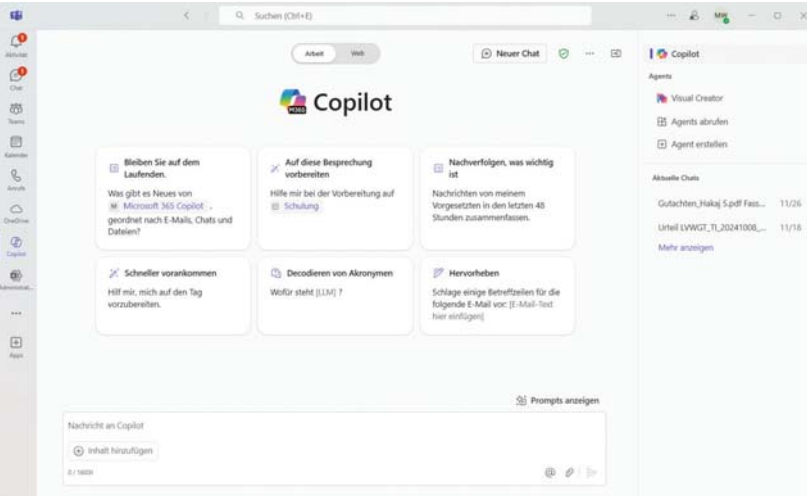 Suchen (Ctrl+E)
MW
Aktivität
Chat
Teams
Kalender
Anrufe
OneDrive
Copilot
Apps
Arbeit
Web
Neuer Chat
M365
Copilot
Bleiben Sie auf dem
Laufenden.
Was gibt es Neues von
M Microsoft 365 Copilot ,
geordnet nach E-Mails, Chats und
Dateien?
Auf diese Besprechung
vorbereiten
Hilfe mir bei der Vorbereitung auf
Schulung
Nachverfolgen, was wichtig
ist
Nachrichten von meinem
Vorgesetzten in den letzten 48
Stunden zusammenfassen.
Schneller vorankommen
Hilf mir, mich auf den Tag
vorzubereiten.
Decodieren von Akronymen
Wofür steht [LLM] ?
Hervorheben
Schlage einige Betreffzeilen für die
folgende E-Mail vor: [E-Mail-Text
hier einfügen]
Prompts anzeigen
Nachricht an Copilot
Inhalt hinzufügen
Copilot
Agents
Visual Creator
Agents abrufen
Agent erstellen
Aktuelle Chats
Gutachten_Hakaj S.pdf Fass... 11/26
Urteil LVWGT_TI_20241008_... 11/18
Mehr anzeigen